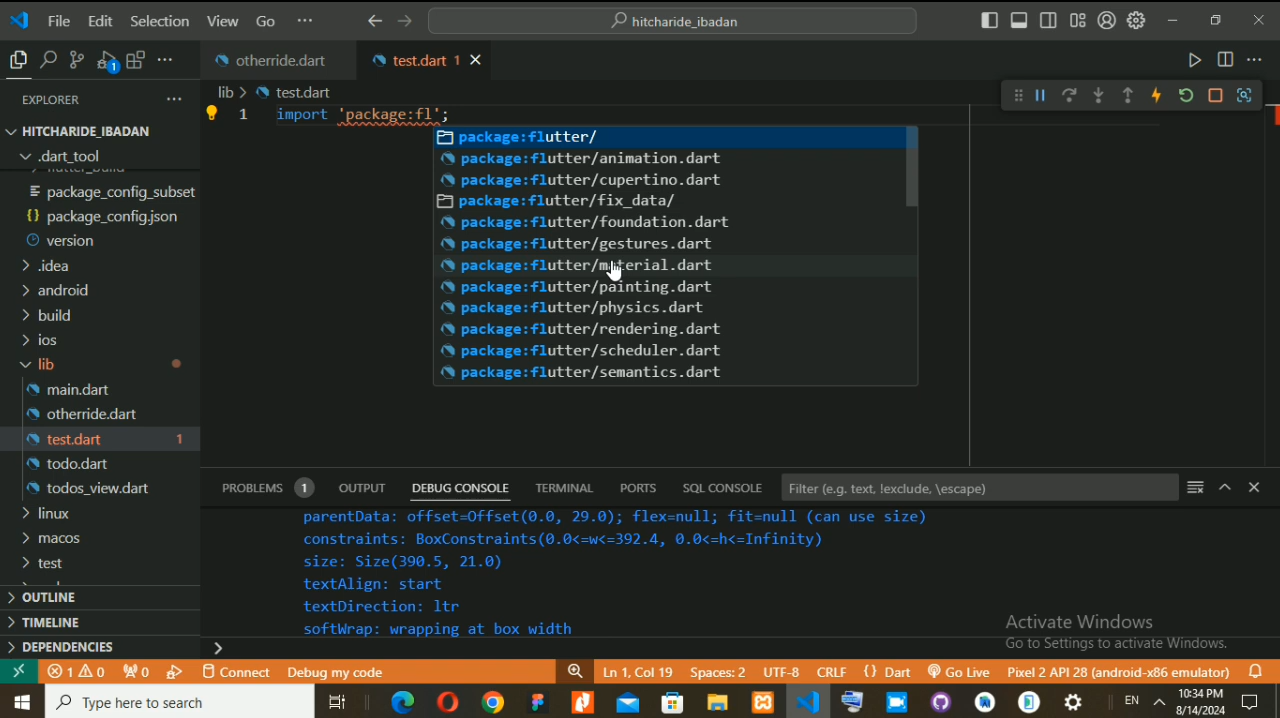 File Edit Selection View Go ··· hitcharide_ibadan
1 otherride.dart test.dart 1
EXPLORER ··· lib > test.dart
HITCHARIDE_IBADAN
1 import 'package:fl';
.dart_tool
package:flutter/
package:flutter/animation.dart
package:flutter/cupertino.dart
package:flutter/fix_data/
package:flutter/foundation.dart
package:flutter/gestures.dart
package:flutter/material.dart
package:flutter/painting.dart
package:flutter/physics.dart
package:flutter/rendering.dart
package:flutter/scheduler.dart
package:flutter/semantics.dart
flutter_build
package_config_subset
package_config.json
version
.idea
android
build
ios
lib
main.dart
otherride.dart
test.dart 1
todo.dart
todos_view.dart
linux
macos
test
OUTLINE
TIMELINE
DEPENDENCIES
PROBLEMS 1 OUTPUT DEBUG CONSOLE TERMINAL PORTS SQL CONSOLE Filter (e.g. text, !exclude, \escape)
parentData: offset=Offset(0.0, 29.0); flex=null; fit=null (can use size)
constraints: BoxConstraints(0.0<=w<=392.4, 0.0<=h<=Infinity)
size: Size(390.5, 21.0)
textAlign: start
textDirection: ltr
softWrap: wrapping at box width
Activate Windows
Go to Settings to activate Windows.
1 0 0 Connect Debug my code Ln 1, Col 19 Spaces: 2 UTF-8 CRLF {} Dart Go Live Pixel 2 API 28 (android-x86 emulator)
Type here to search EN 10:34 PM
8/14/2024